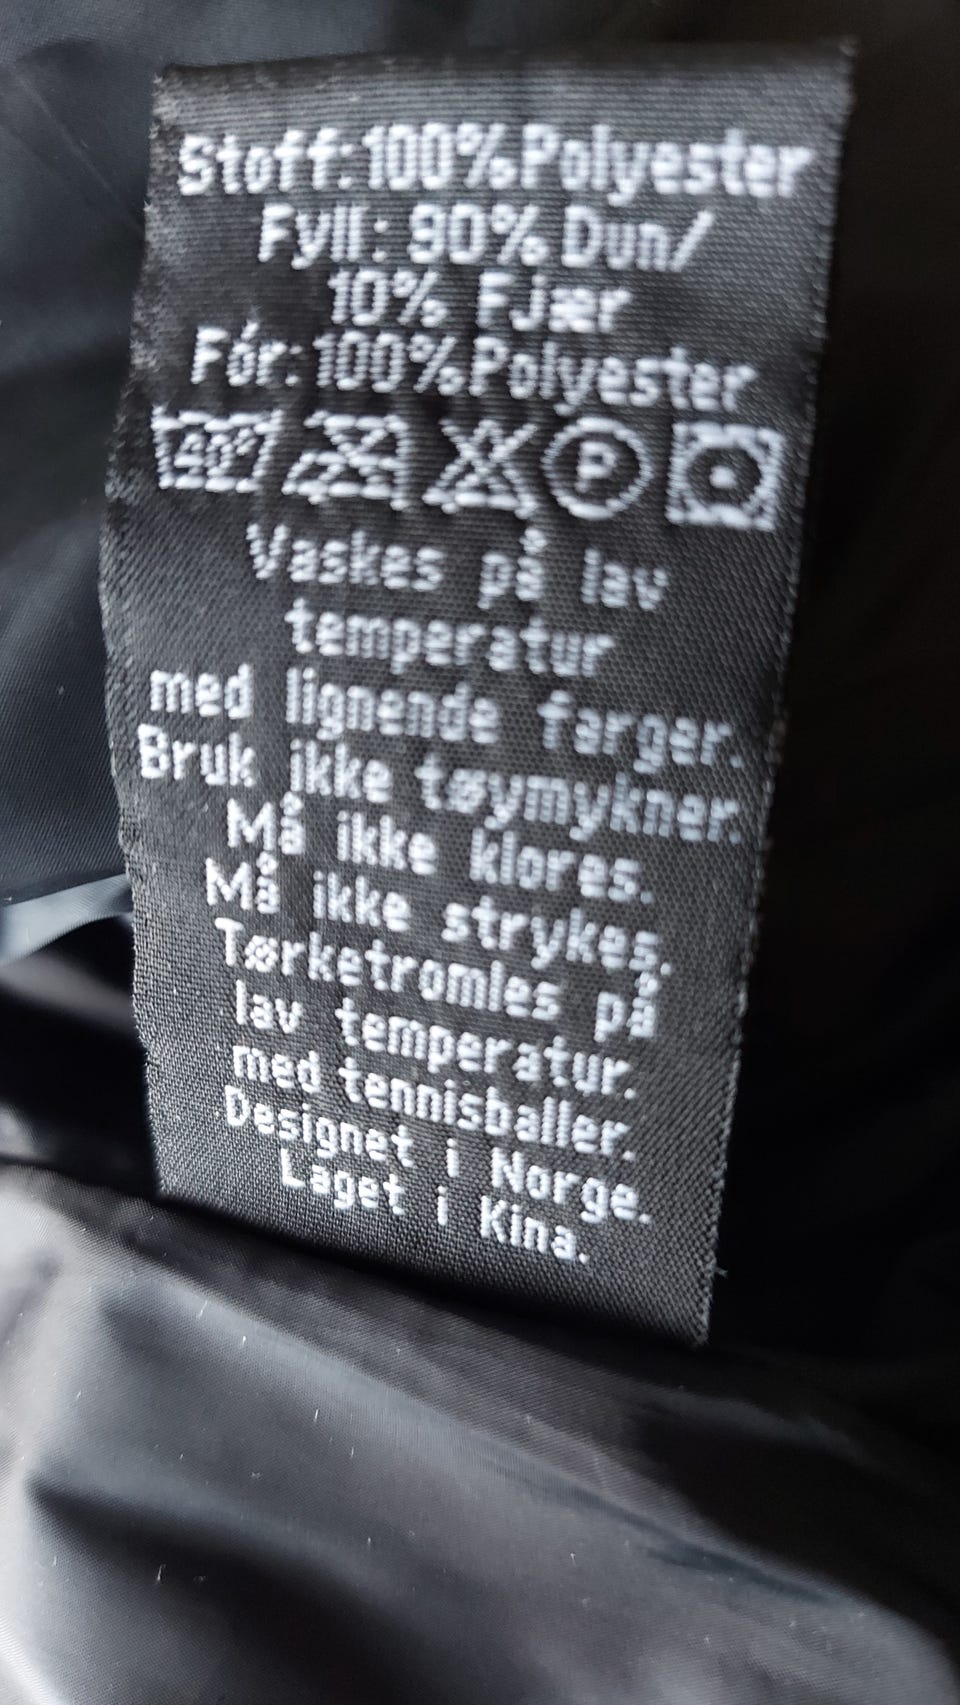 Stoff:100%Polyester
Fyll: 90% Dun/
10% Fjær
Fór:100%Polyester
40° P
Vaskes på lav
temperatur
med lignende farger.
Bruk ikke tøymykner.
Må ikke klores.
Må ikke strykes.
Tørketromles på
lav temperatur.
med tennisballer.
Designet i Norge.
Laget i Kina.